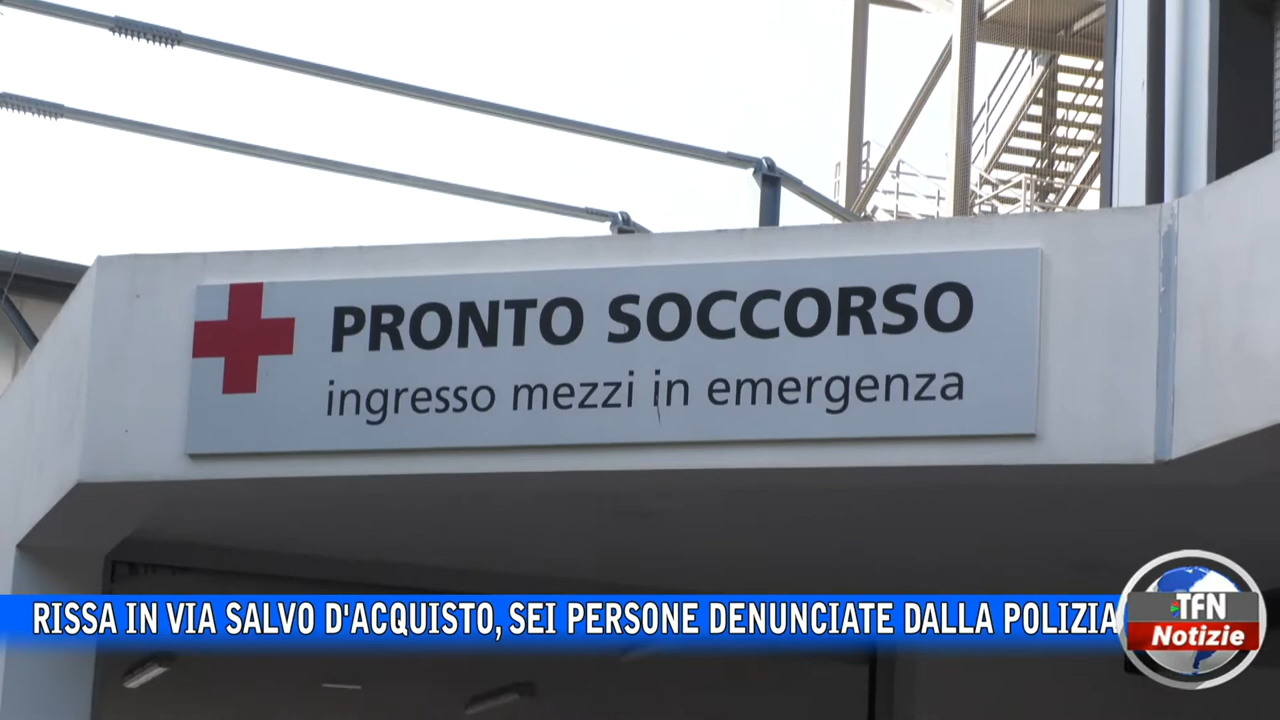 PRONTO SOCCORSO
ingresso mezzi in emergenza
RISSA IN VIA SALVO D'ACQUISTO, SEI PERSONE DENUNCIATE DALLA POLIZIA
TFN
Notizie